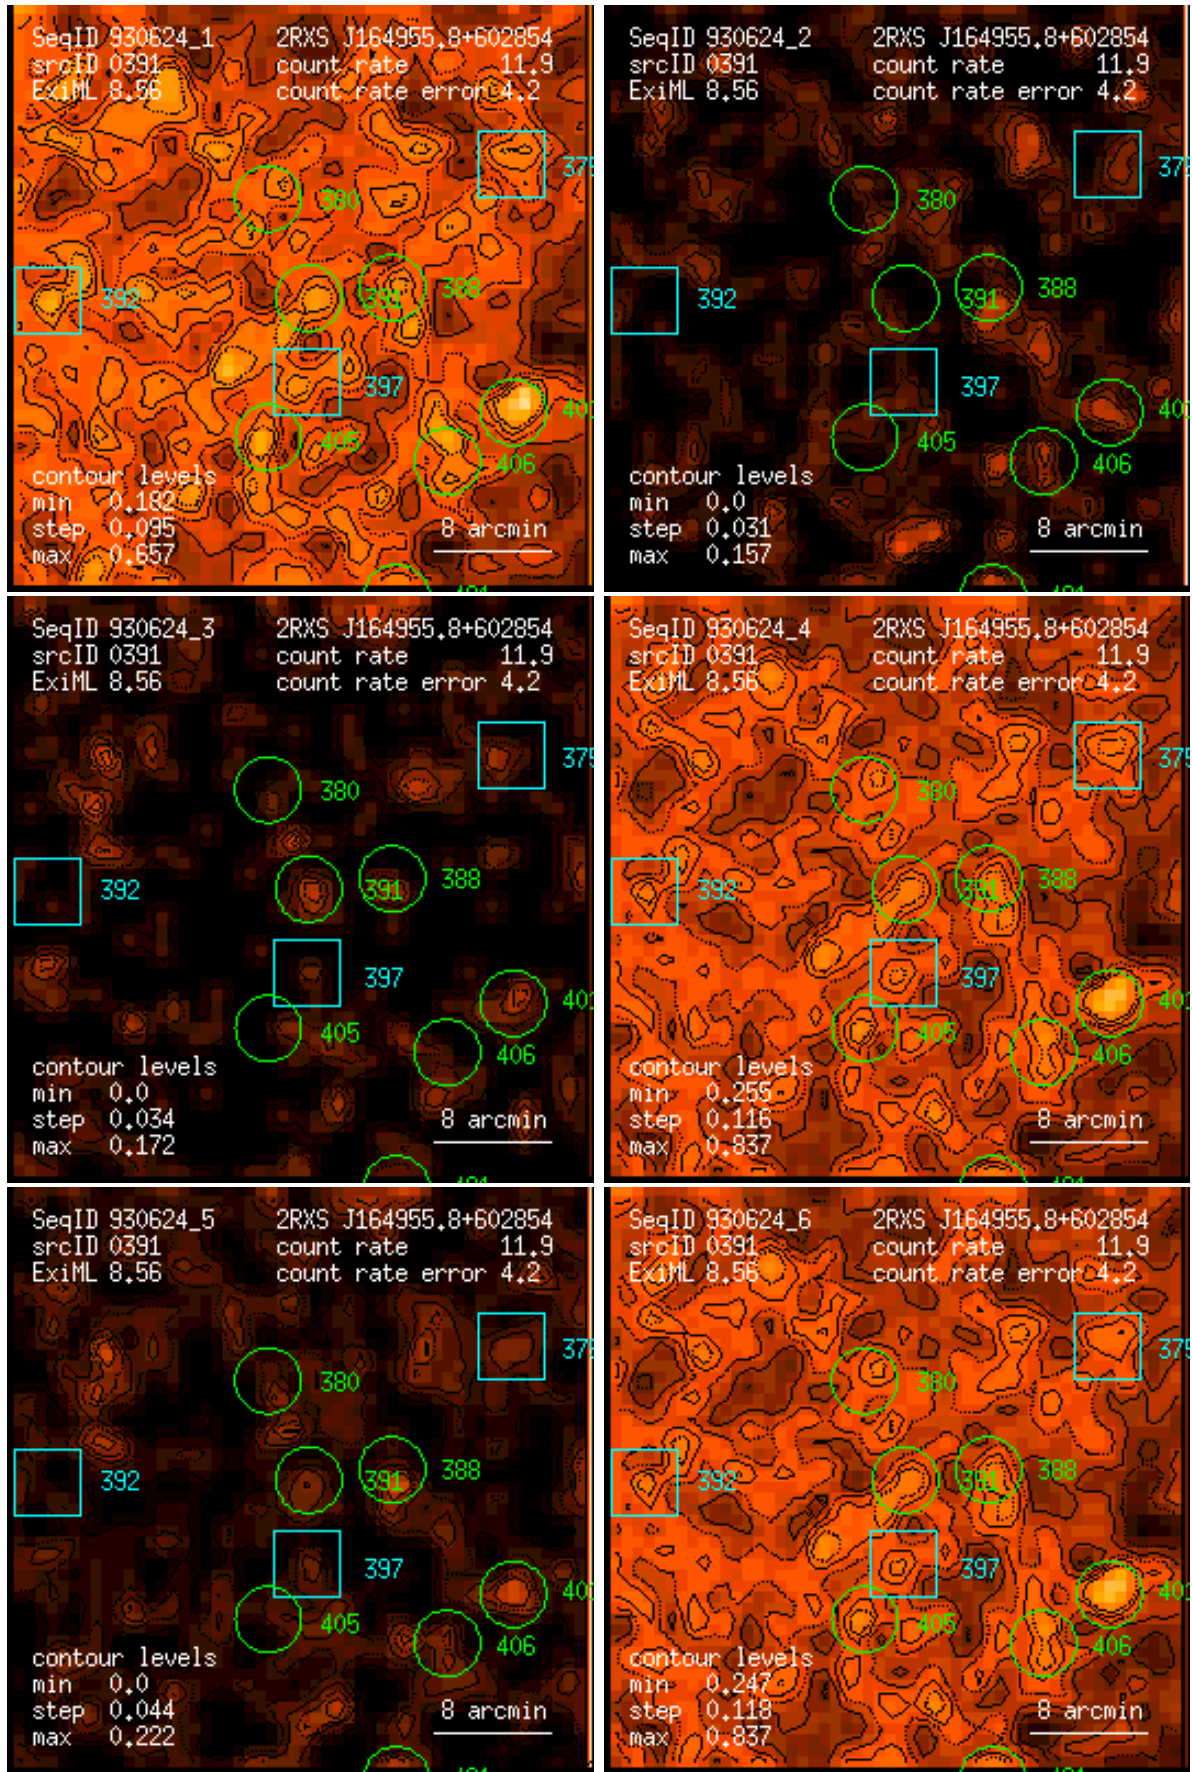 SeqID 930624_1 2RXS J164955.8+602854
srcID 0391 count rate 11.9
ExiML 8.56 count rate error 4.2
380
392
391
388
397
405
406
contour levels
min 0.182
step 0.095
max 0.657
8 arcmin
SeqID 930624_2 2RXS J164955.8+602854
srcID 0391 count rate 11.9
ExiML 8.56 count rate error 4.2
380
392
391
388
397
405
406
contour levels
min 0.0
step 0.031
max 0.157
8 arcmin
SeqID 930624_3 2RXS J164955.8+602854
srcID 0391 count rate 11.9
ExiML 8.56 count rate error 4.2
380
392
391
388
397
405
406
contour levels
min 0.0
step 0.034
max 0.172
8 arcmin
SeqID 930624_4 2RXS J164955.8+602854
srcID 0391 count rate 11.9
ExiML 8.56 count rate error 4.2
380
392
391
388
397
405
406
contour levels
min 0.255
step 0.116
max 0.837
8 arcmin
SeqID 930624_5 2RXS J164955.8+602854
srcID 0391 count rate 11.9
ExiML 8.56 count rate error 4.2
380
392
391
388
397
405
406
contour levels
min 0.0
step 0.044
max 0.222
8 arcmin
SeqID 930624_6 2RXS J164955.8+602854
srcID 0391 count rate 11.9
ExiML 8.56 count rate error 4.2
380
392
391
388
397
405
406
contour levels
min 0.247
step 0.118
max 0.837
8 arcmin